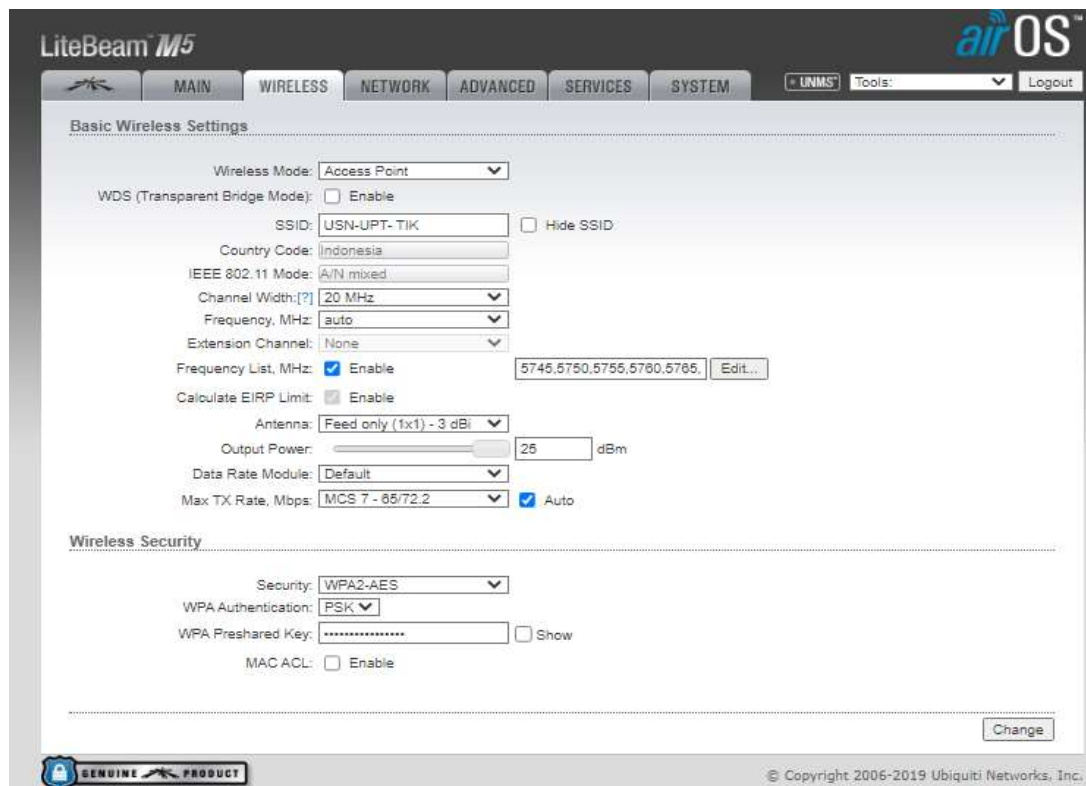 LiteBeam™ M5
airOS™
MAIN WIRELESS NETWORK ADVANCED SERVICES SYSTEM UNMS™ Tools: Logout
Basic Wireless Settings
Wireless Mode: Access Point
WDS (Transparent Bridge Mode): Enable
SSID: USN-UPT- TIK Hide SSID
Country Code: Indonesia
IEEE 802.11 Mode: A/N mixed
Channel Width:[?] 20 MHz
Frequency, MHz: auto
Extension Channel: None
Frequency List, MHz: Enable 5745,5750,5755,5760,5765, Edit...
Calculate EIRP Limit: Enable
Antenna: Feed only (1x1) - 3 dBi
Output Power: 25 dBm
Data Rate Module: Default
Max TX Rate, Mbps: MCS 7 - 65/72.2 Auto
Wireless Security
Security: WPA2-AES
WPA Authentication: PSK
WPA Preshared Key: •••••••••••••••• Show
MAC ACL: Enable
Change
GENUINE PRODUCT
© Copyright 2006-2019 Ubiquiti Networks, Inc.